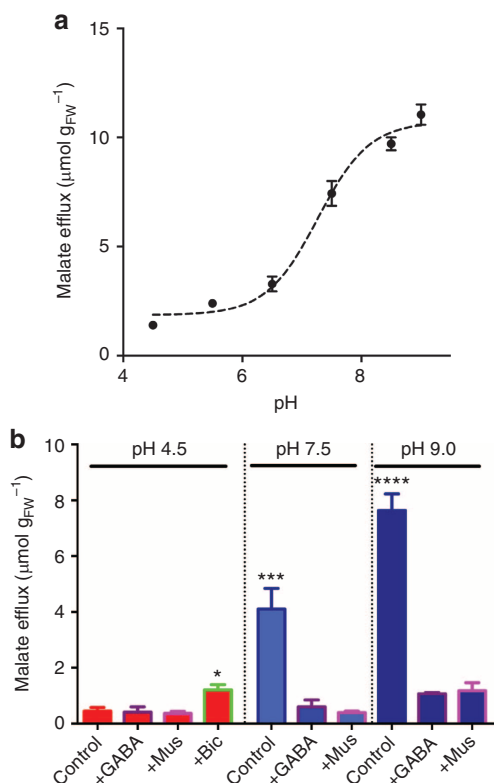 a
Malate efflux (μmol g_FW⁻¹)
15
10
5
0
4
6
8
pH
b
Malate efflux (μmol g_FW⁻¹)
10
8
6
4
2
0
pH 4.5
pH 7.5
pH 9.0
*
***
****
Control
+GABA
+Mus
+Bic
Control
+GABA
+Mus
Control
+GABA
+Mus